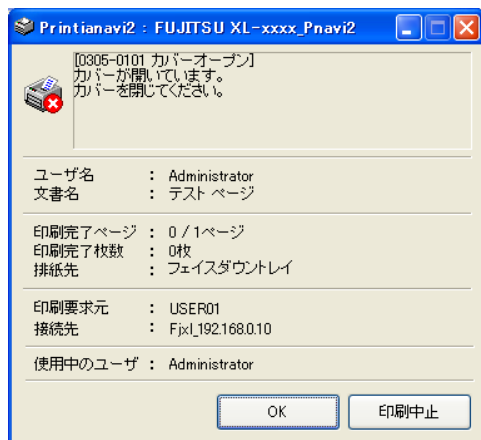 Printianavi2 : FUJITSU XL-xxxx_Pnavi2
[0305-0101 カバーオープン]
カバーが開いています。
カバーを閉じてください。
ユーザ名 : Administrator
文書名 : テスト ページ
印刷完了ページ : 0 / 1ページ
印刷完了枚数 : 0枚
排紙先 : フェイスダウントレイ
印刷要求元 : USER01
接続先 : Fjxl_192.168.0.10
使用中のユーザ : Administrator
OK 印刷中止